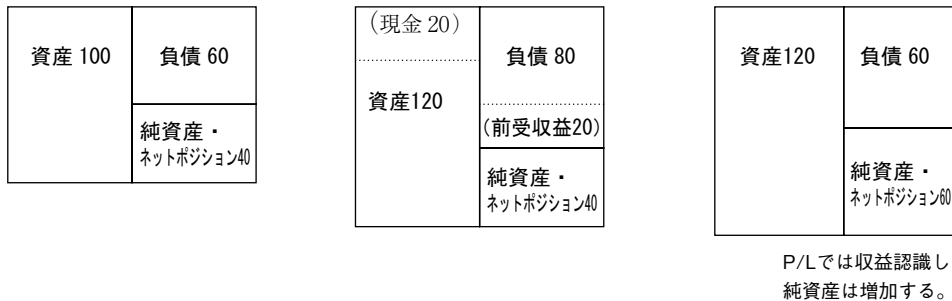 資産 100
負債 60
純資産・
ネットポジション40
(現金 20)
資産120
負債 80
(前受収益20)
純資産・
ネットポジション40
資産120
負債 60
純資産・
ネットポジション60
P/Lでは収益認識し
純資産は増加する。